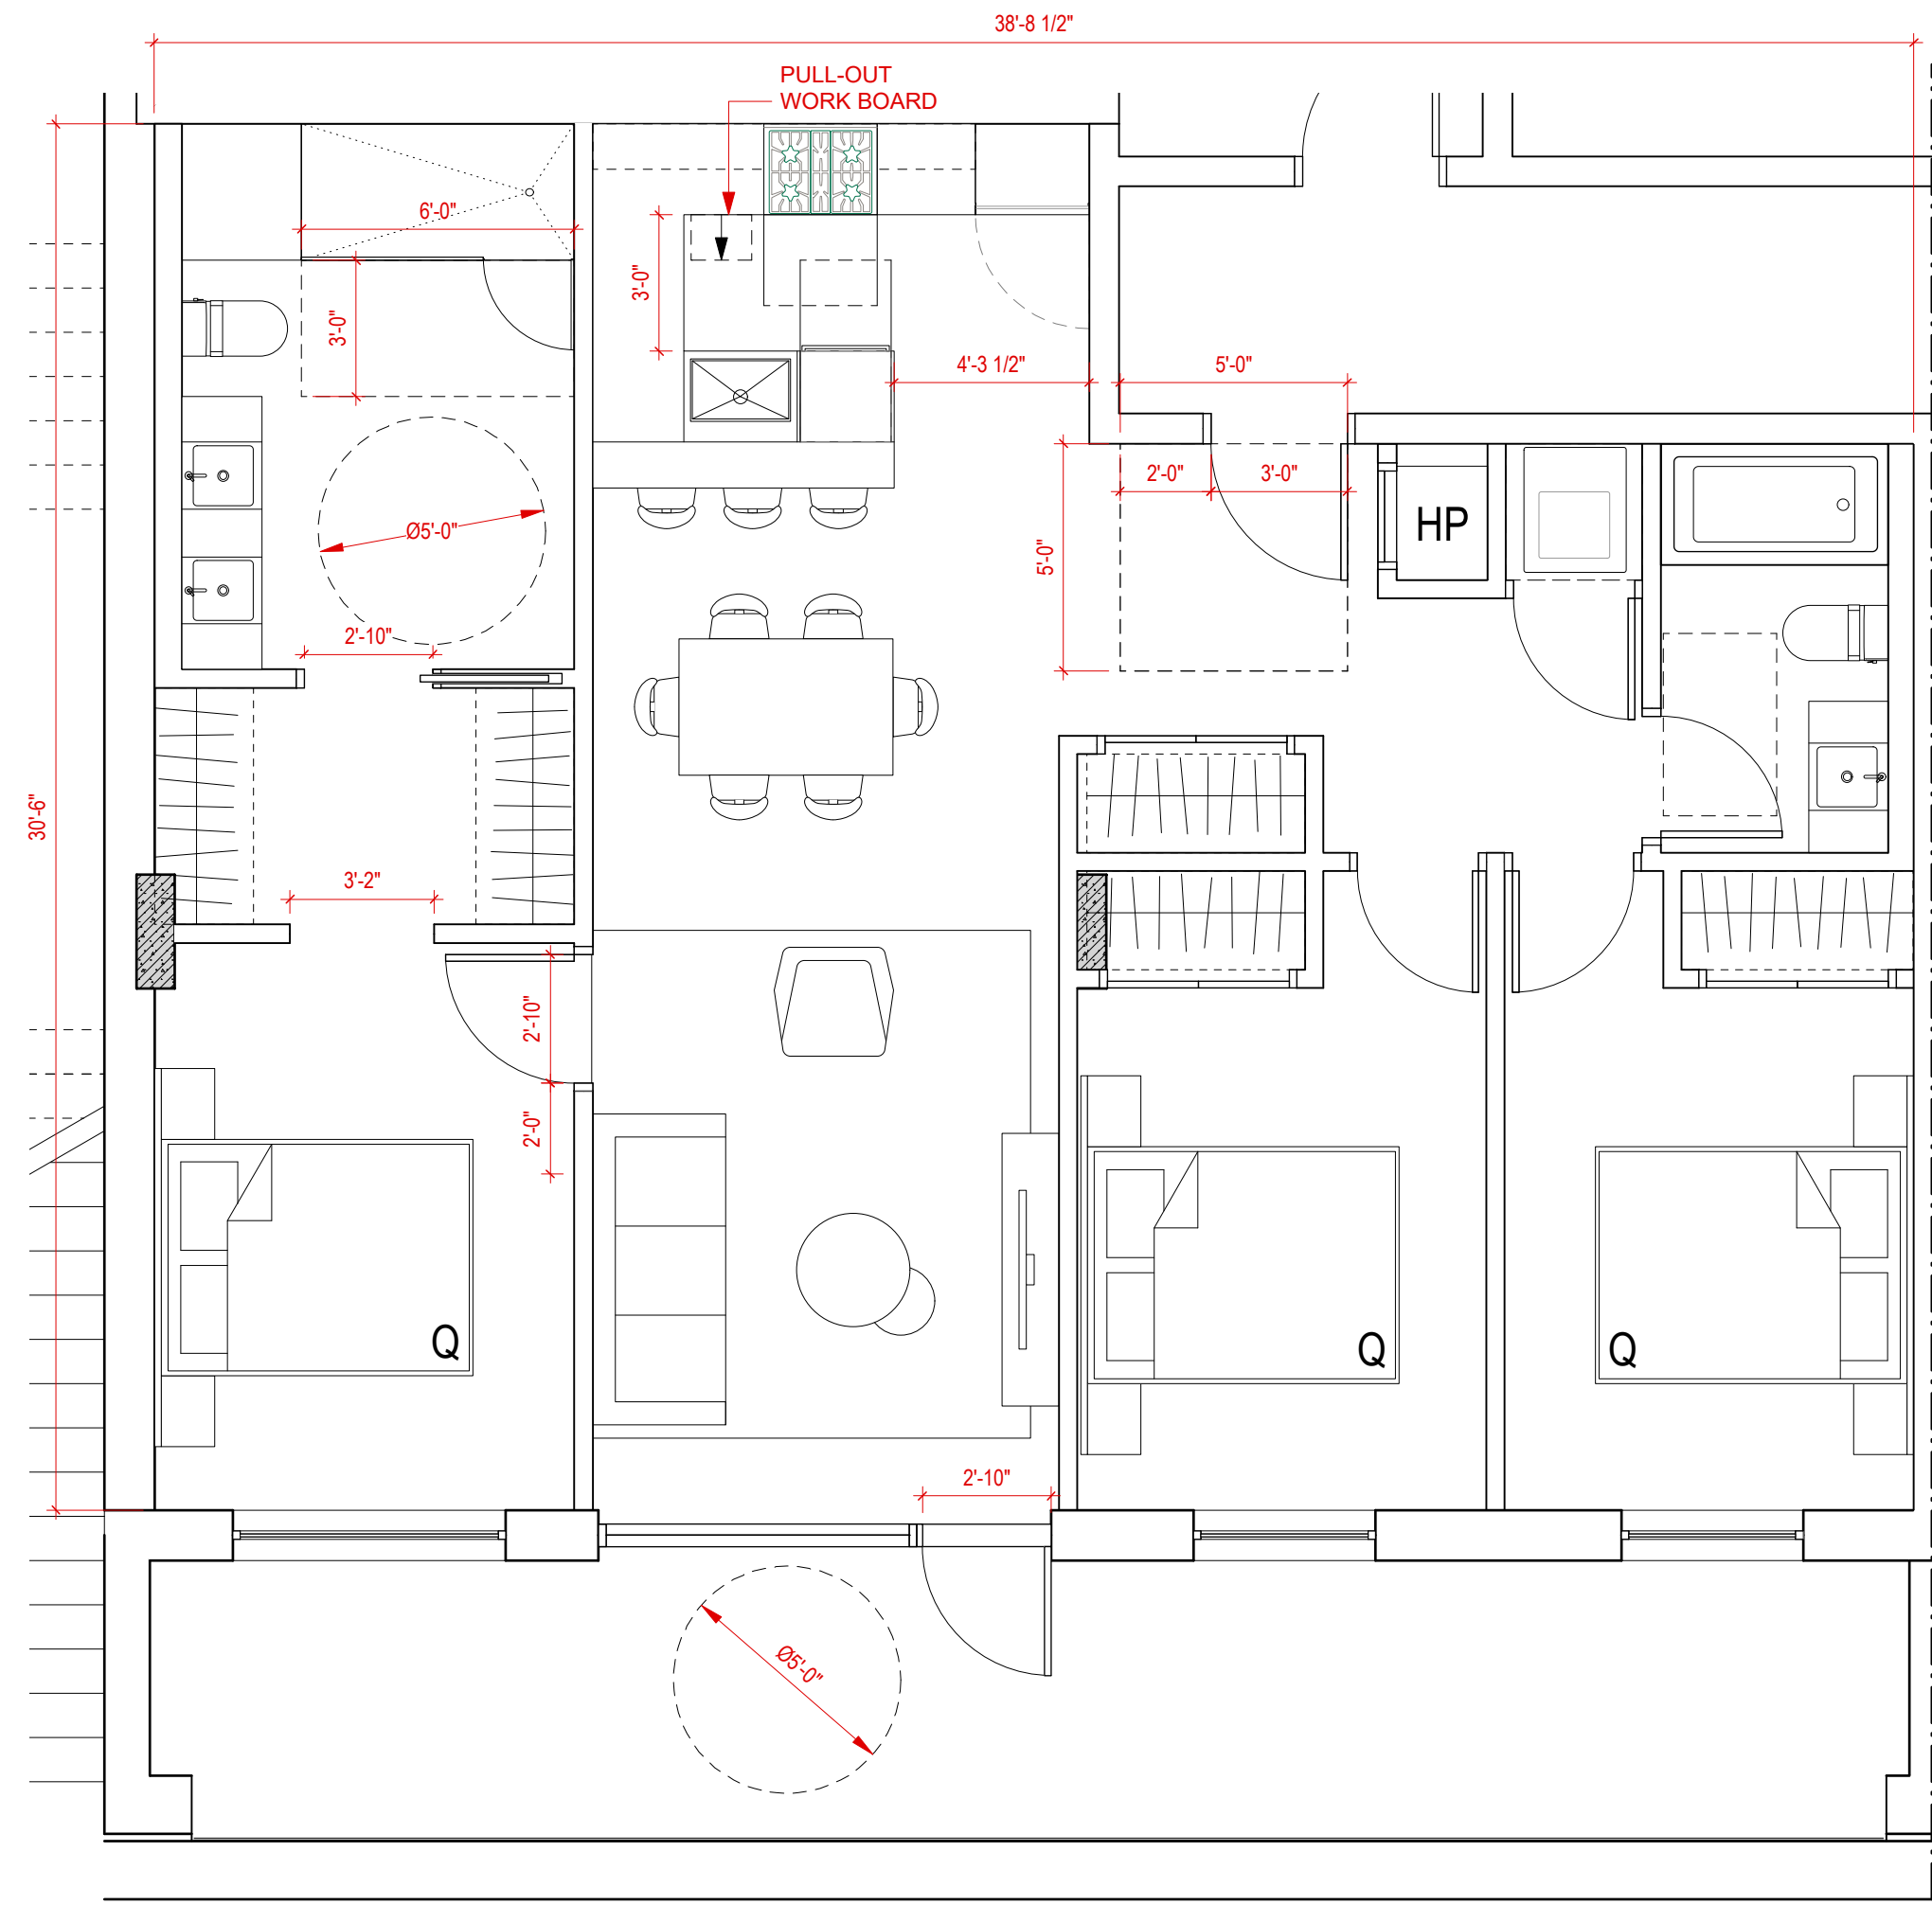 38'-8 1/2"
PULL-OUT
WORK BOARD
6'-0"
3'-0"
3'-0"
4'-3 1/2"
5'-0"
2'-0"
3'-0"
HP
Ø5'-0"
5'-0"
2'-10"
30'-6"
3'-2"
2'-10"
2'-0"
Q
Q
Q
2'-10"
Ø5'-0"